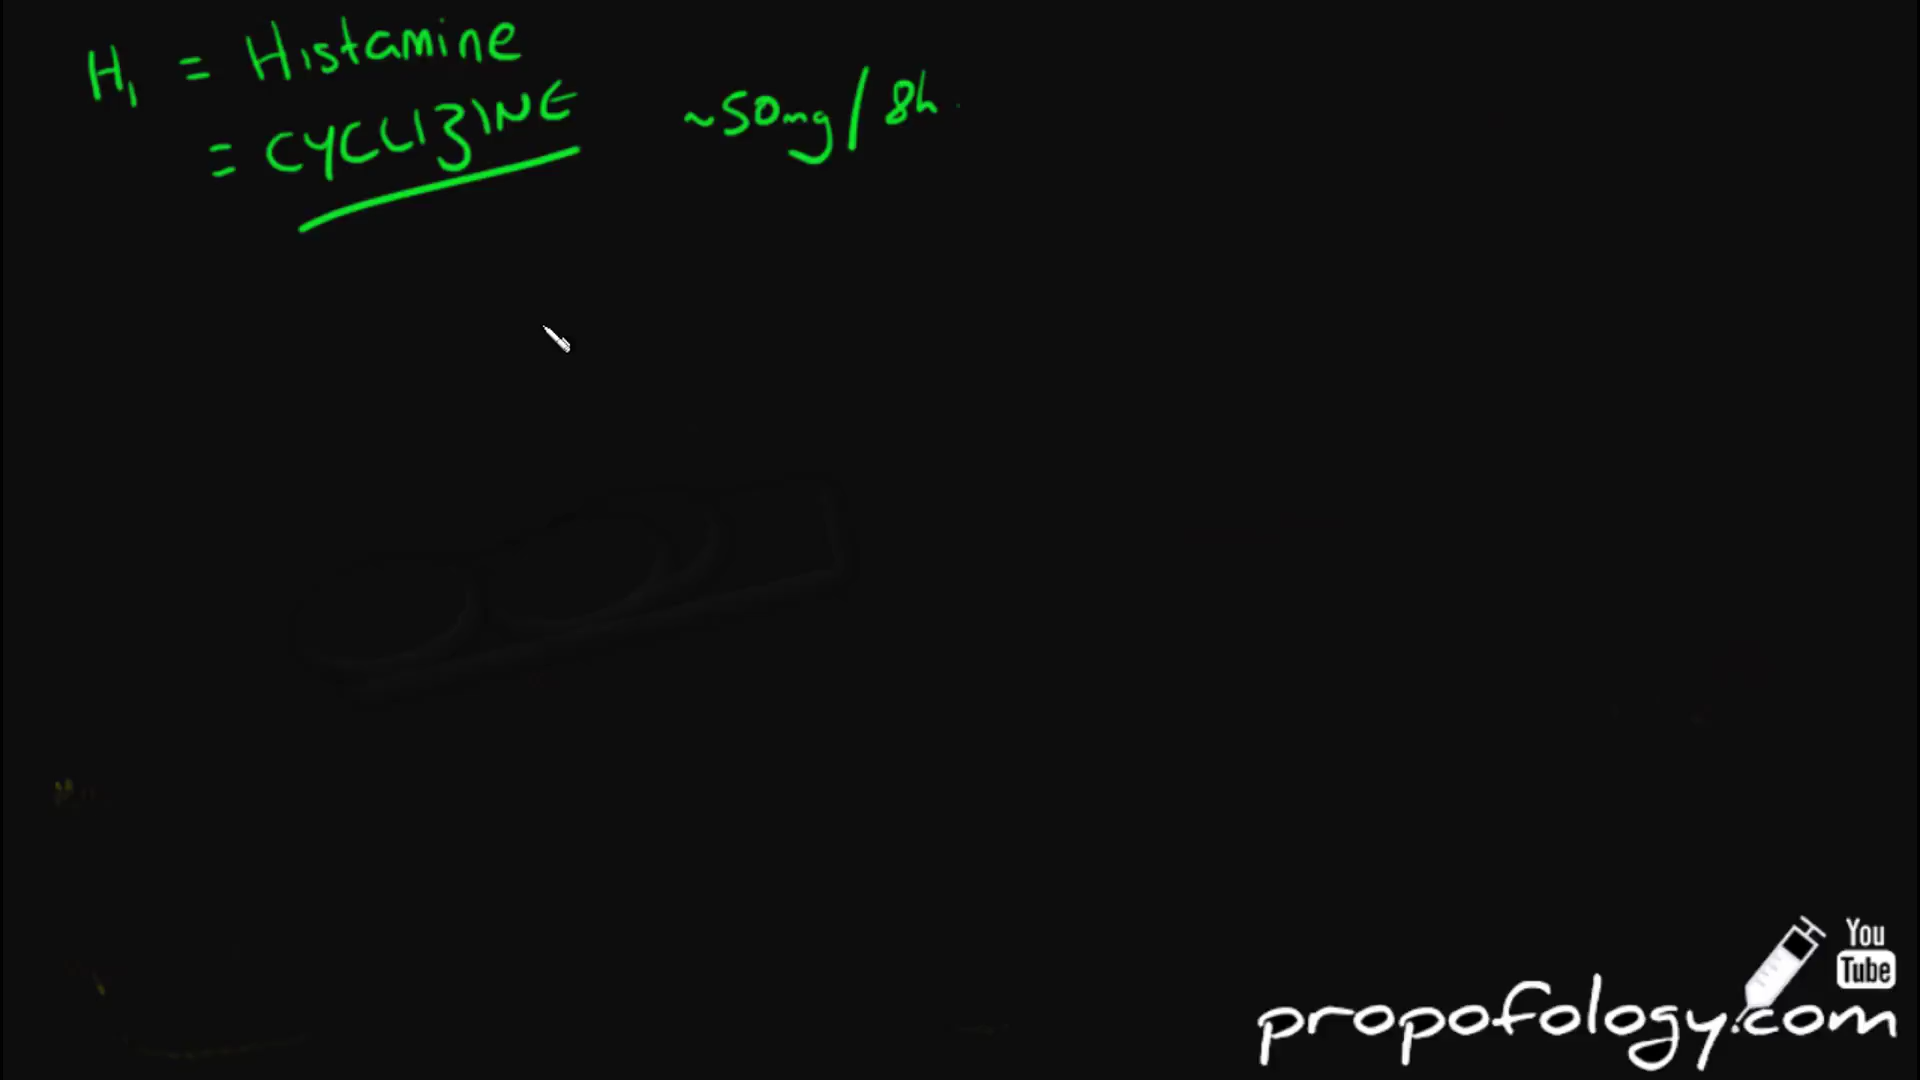 H₁ = Histamine
= CYCLIZINE ~50mg/8h
You
Tube
propofology.com